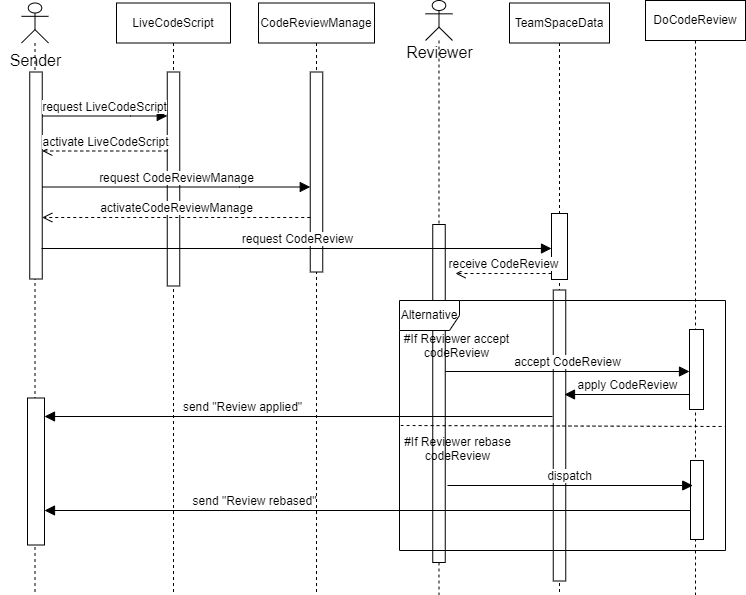 LiveCodeScript
CodeReviewManage
TeamSpaceData
DoCodeReview
Sender
Reviewer
request LiveCodeScript
activate LiveCodeScript
request CodeReviewManage
activateCodeReviewManage
request CodeReview
receive CodeReview
Alternative
#If Reviewer accept
codeReview
accept CodeReview
apply CodeReview
send "Review applied"
#If Reviewer rebase
codeReview
dispatch
send "Review rebased"